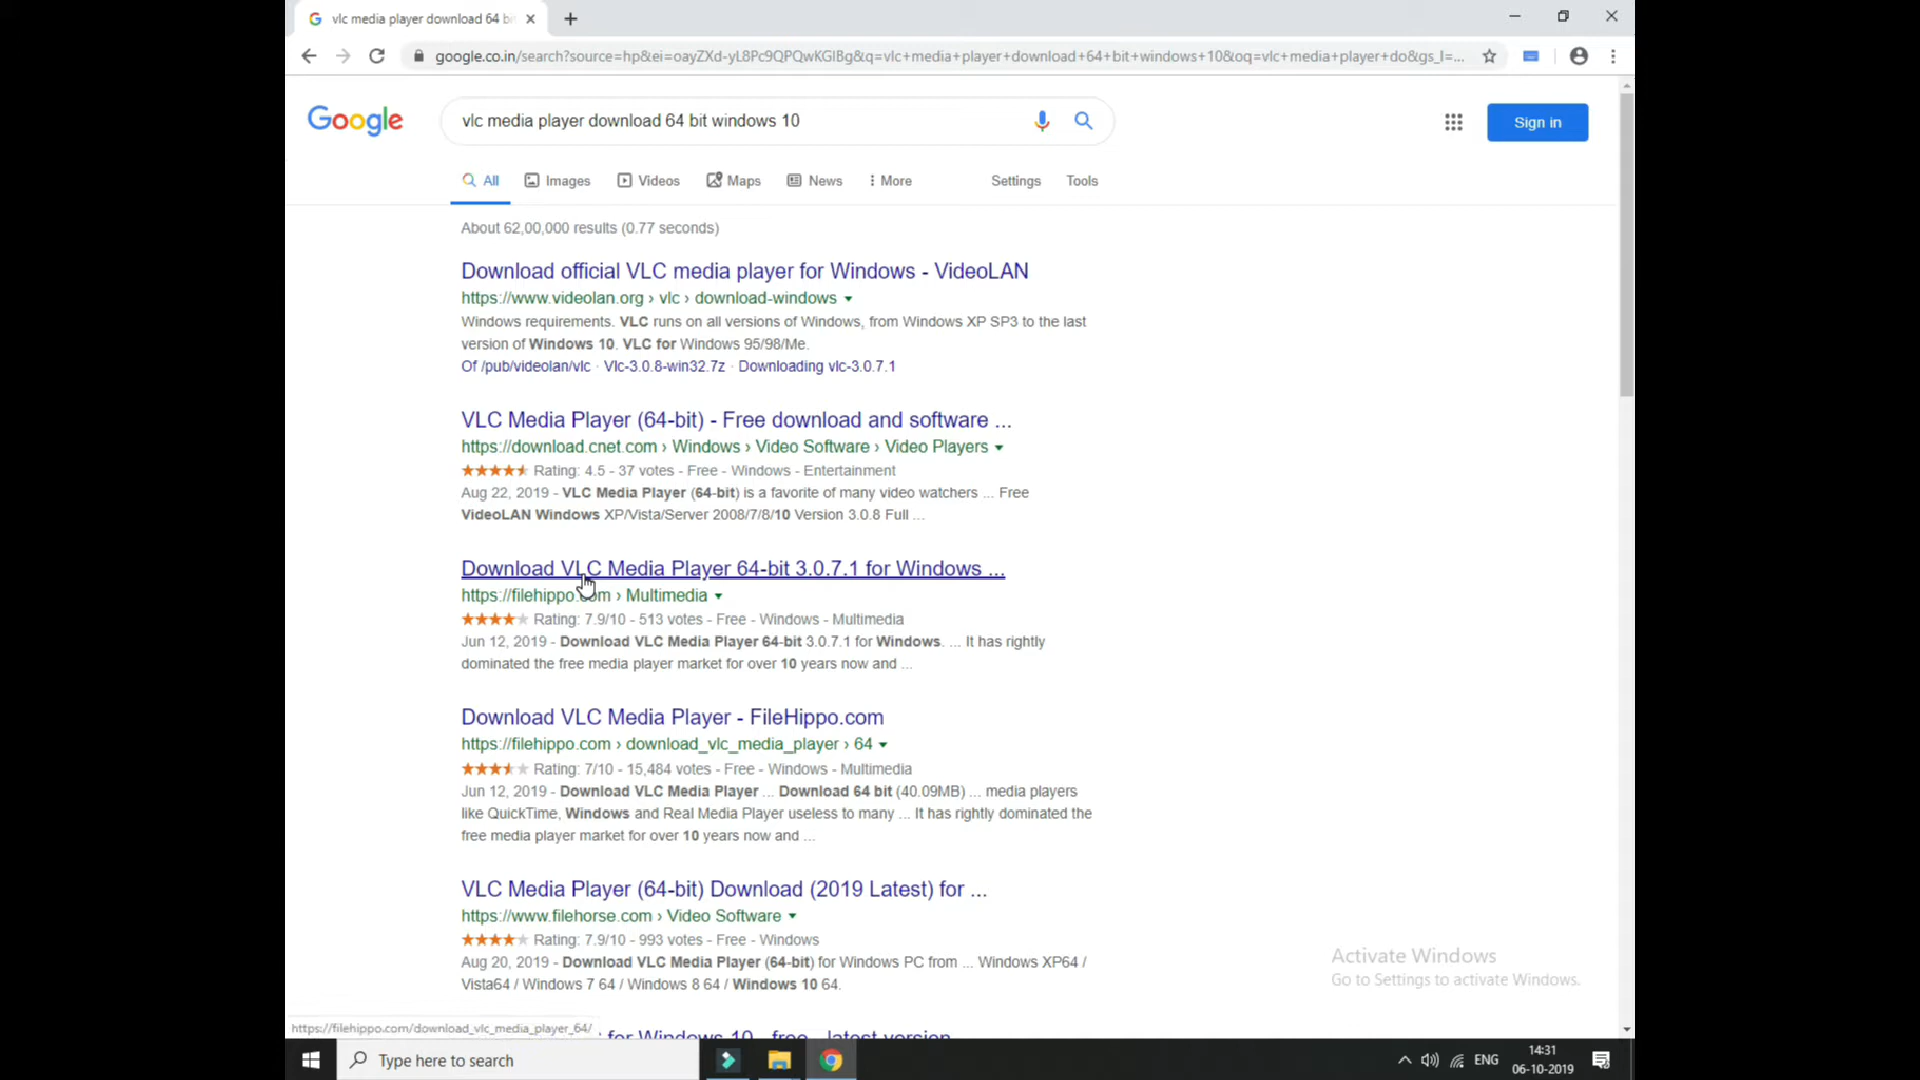 vlc media player download 64 bi
google.co.in/search?source=hp&ei=oayZXd-yL8Pc9QPQwKGIBg&q=vlc+media+player+download+64+bit+windows+10&oq=vlc+media+player+do&gs_l=...
Google
vlc media player download 64 bit windows 10
Sign in
All Images Videos Maps News More Settings Tools
About 62,00,000 results (0.77 seconds)
Download official VLC media player for Windows - VideoLAN
https://www.videolan.org › vlc › download-windows
Windows requirements. VLC runs on all versions of Windows, from Windows XP SP3 to the last
version of Windows 10. VLC for Windows 95/98/Me.
Of /pub/videolan/vlc · Vlc-3.0.8-win32.7z · Downloading vlc-3.0.7.1
VLC Media Player (64-bit) - Free download and software ...
https://download.cnet.com › Windows › Video Software › Video Players
Rating: 4.5 - 37 votes - Free - Windows - Entertainment
Aug 22, 2019 - VLC Media Player (64-bit) is a favorite of many video watchers ... Free
VideoLAN Windows XP/Vista/Server 2008/7/8/10 Version 3.0.8 Full ...
Download VLC Media Player 64-bit 3.0.7.1 for Windows ...
https://filehippo.com › Multimedia
Rating: 7.9/10 - 513 votes - Free - Windows - Multimedia
Jun 12, 2019 - Download VLC Media Player 64-bit 3.0.7.1 for Windows. ... It has rightly
dominated the free media player market for over 10 years now and ...
Download VLC Media Player - FileHippo.com
https://filehippo.com › download_vlc_media_player › 64
Rating: 7/10 - 15,484 votes - Free - Windows - Multimedia
Jun 12, 2019 - Download VLC Media Player ... Download 64 bit (40.09MB) ... media players
like QuickTime, Windows and Real Media Player useless to many ... It has rightly dominated the
free media player market for over 10 years now and ...
VLC Media Player (64-bit) Download (2019 Latest) for ...
https://www.filehorse.com › Video Software
Rating: 7.9/10 - 993 votes - Free - Windows
Aug 20, 2019 - Download VLC Media Player (64-bit) for Windows PC from ... Windows XP64 /
Vista64 / Windows 7 64 / Windows 8 64 / Windows 10 64.
Activate Windows
Go to Settings to activate Windows.
https://filehippo.com/download_vlc_media_player_64/
for Windows 10 - free - latest version
Type here to search
ENG
14:31
06-10-2019